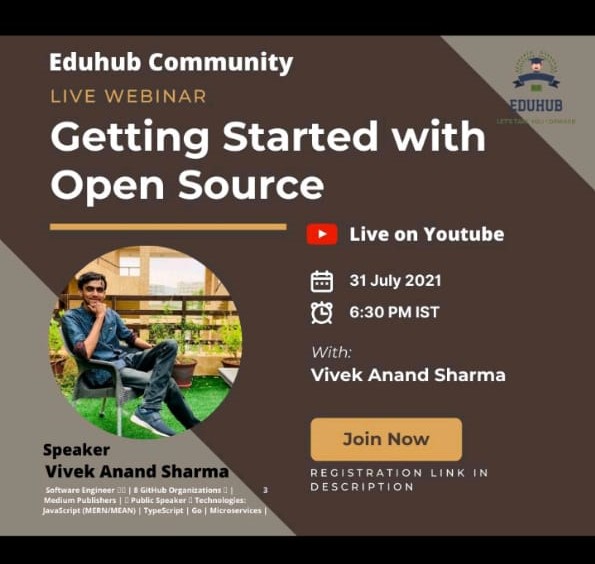 Eduhub Community
LIVE WEBINAR
Getting Started with
Open Source
EDUHUB
Live on Youtube
31 July 2021
6:30 PM IST
With:
Vivek Anand Sharma
Join Now
REGISTRATION LINK IN
DESCRIPTION
Speaker
Vivek Anand Sharma
Software Engineer | 8 GitHub Organizations | 3
Medium Publishers | Public Speaker Technologies:
JavaScript (MERN/MEAN) | TypeScript | Go | Microservices |